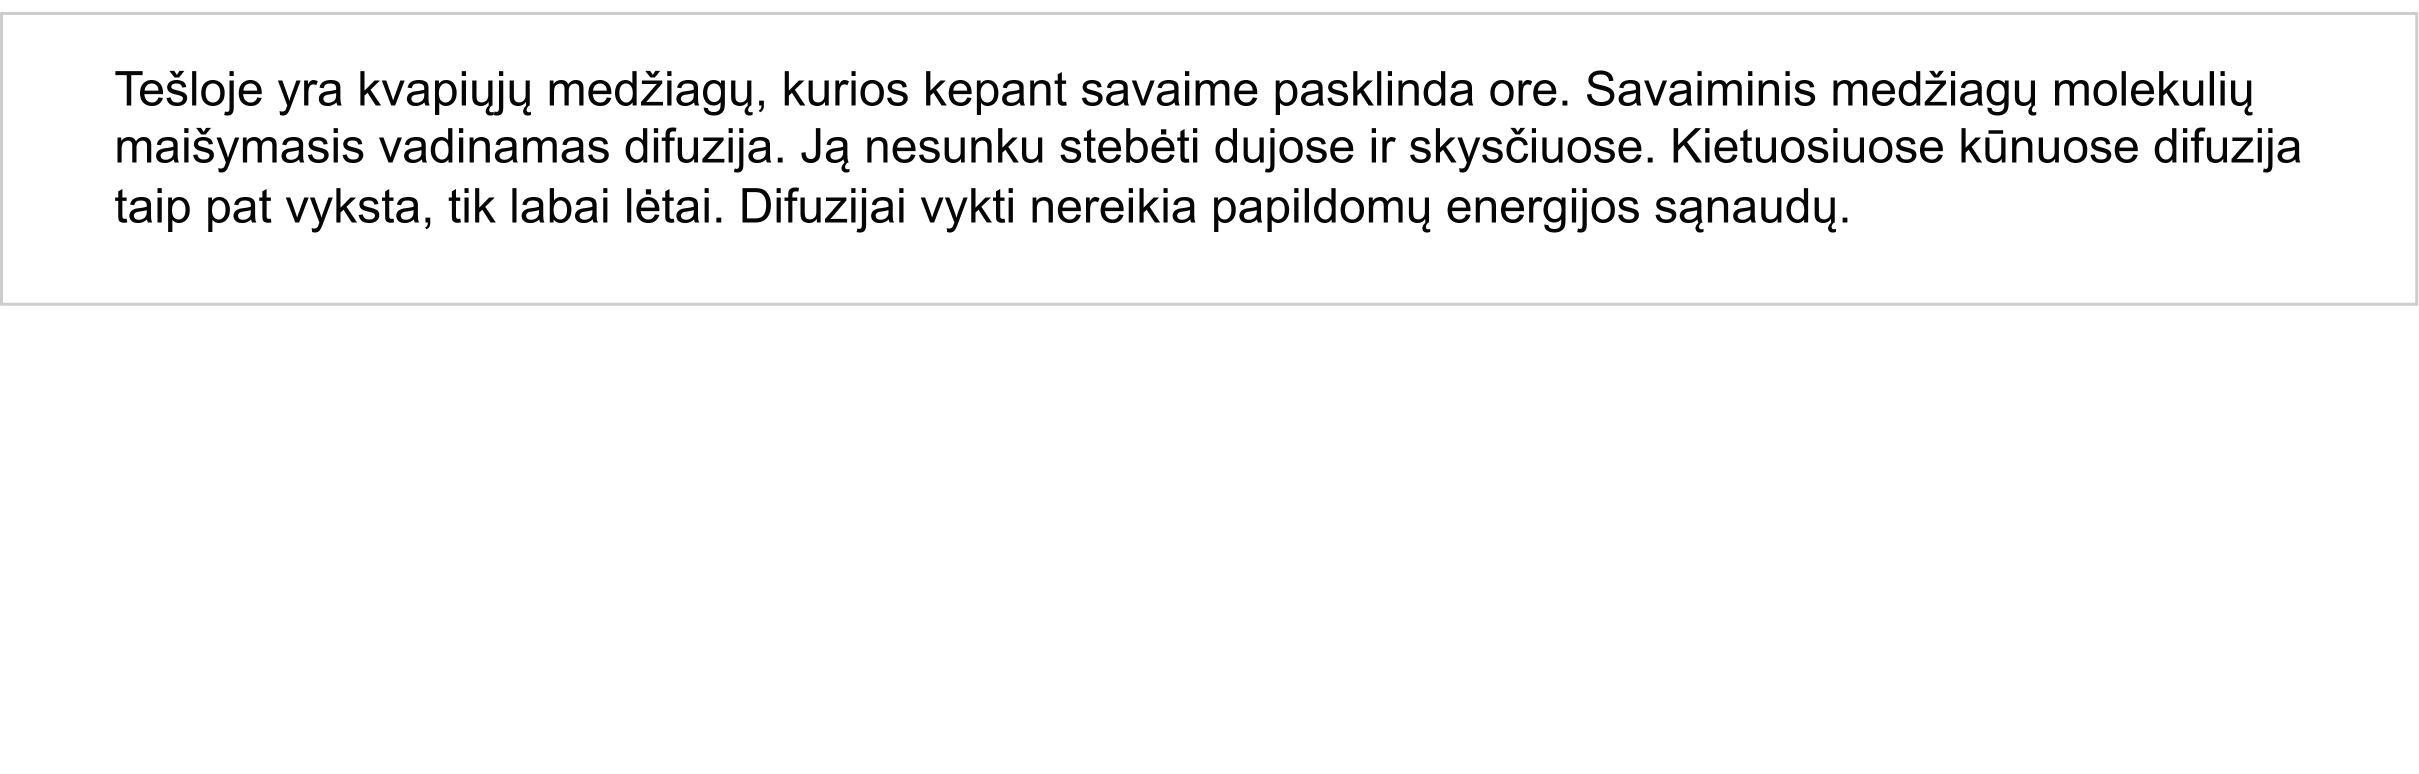 Tešloje yra kvapiųjų medžiagų, kurios kepant savaime pasklinda ore. Savaiminis medžiagų molekulių
maišymasis vadinamas difuzija. Ją nesunku stebėti dujose ir skysčiuose. Kietuosiuose kūnuose difuzija
taip pat vyksta, tik labai lėtai. Difuzijai vykti nereikia papildomų energijos sąnaudų.